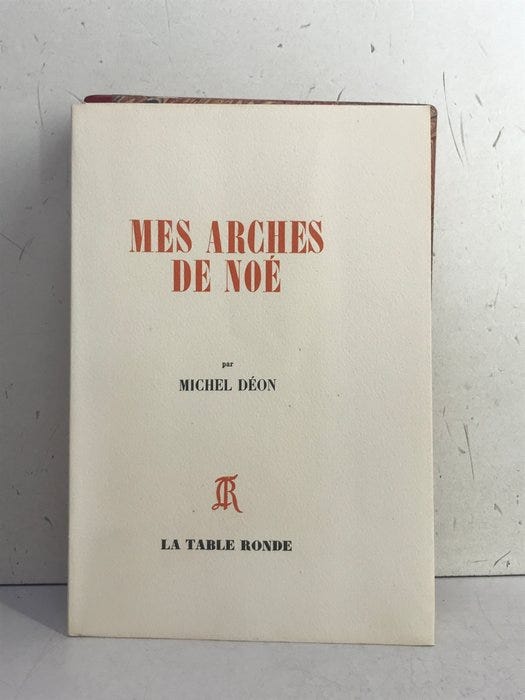 MES ARCHES
DE NOÉ
par
MICHEL DÉON
TR
LA TABLE RONDE